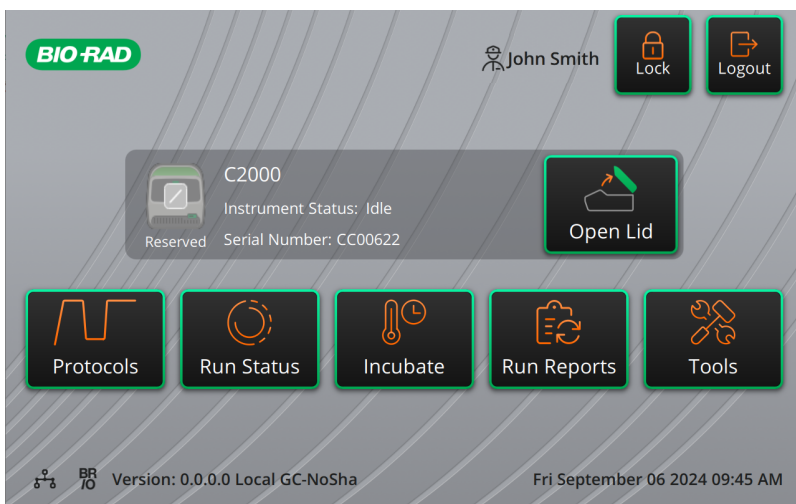 BIO-RAD
John Smith
Lock
Logout
C2000
Instrument Status: Idle
Reserved
Serial Number: CC00622
Open Lid
Protocols
Run Status
Incubate
Run Reports
Tools
BR
IO
Version: 0.0.0.0 Local GC-NoSha
Fri September 06 2024 09:45 AM